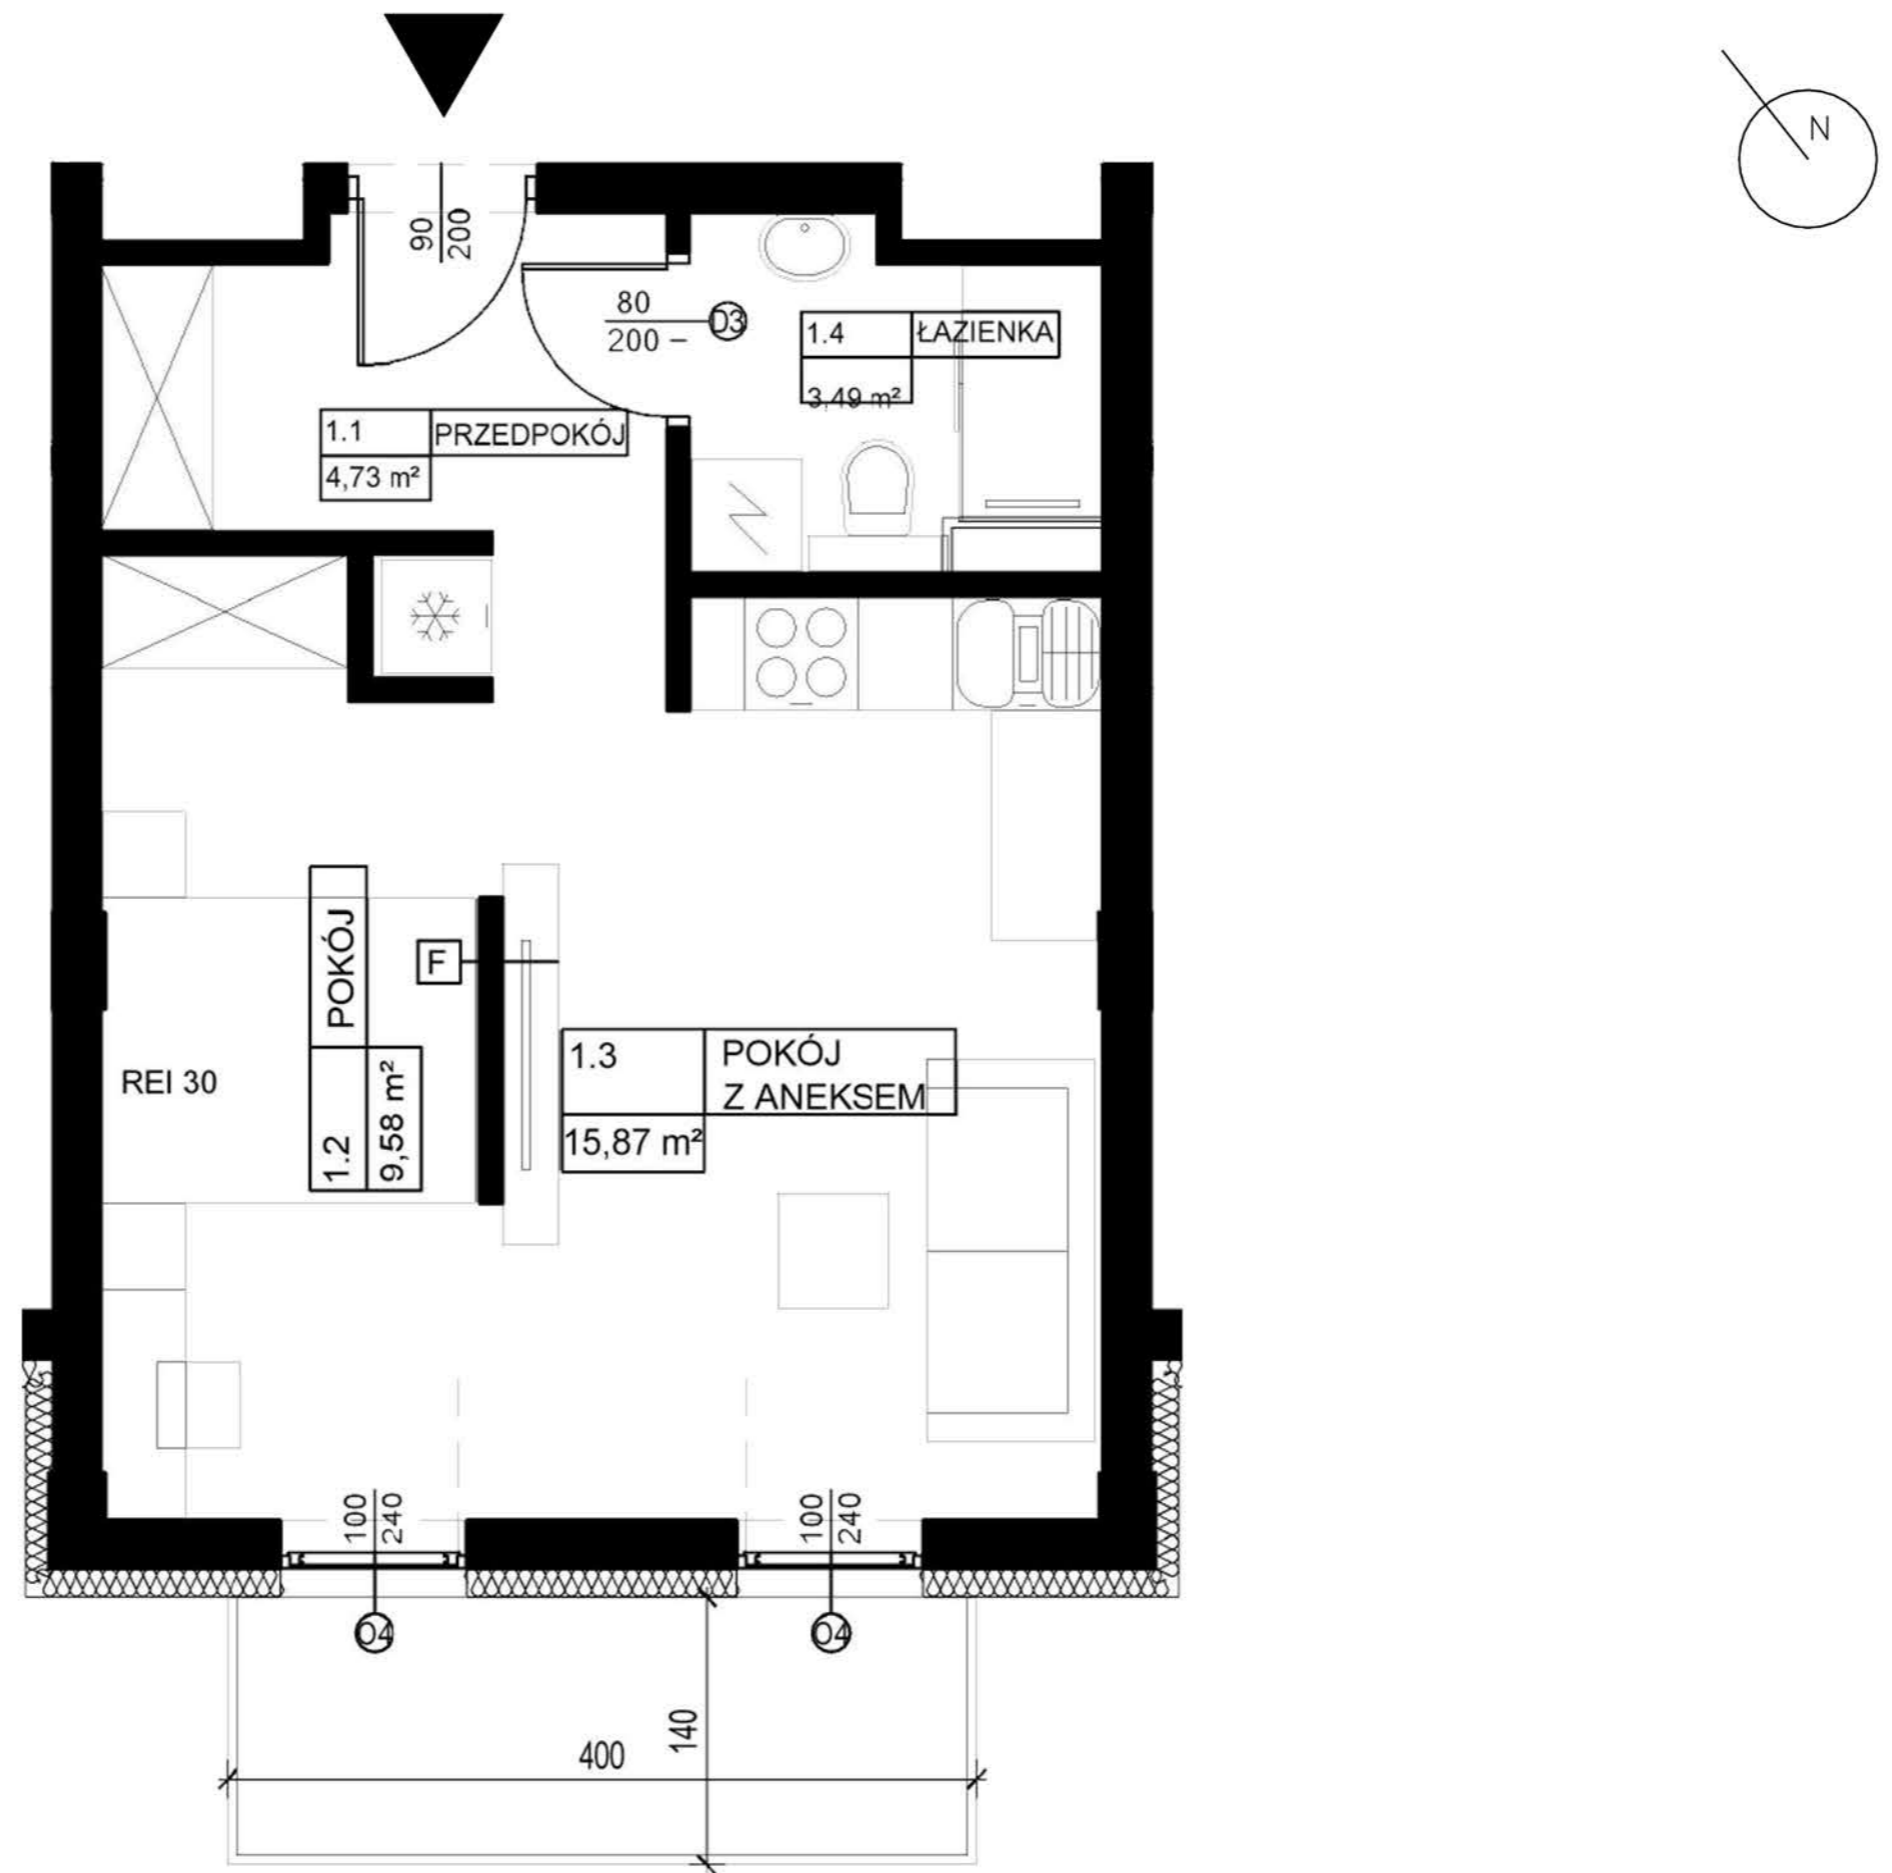 N
90
200
80
200 –
D3
1.4 ŁAZIENKA
3,49 m²
1.1 PRZEDPOKÓJ
4,73 m²
POKÓJ
1.2
9,58 m²
F
REI 30
1.3 POKÓJ
Z ANEKSEM
15,87 m²
100
240
100
240
O4
O4
140
400